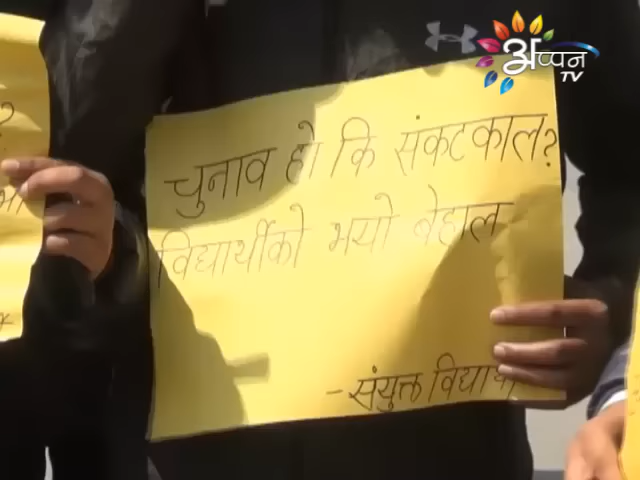 अप्पन
TV
चुनाव हो कि संकटकाल?
विद्यार्थीको भयो बेहाल
- संयुक्त